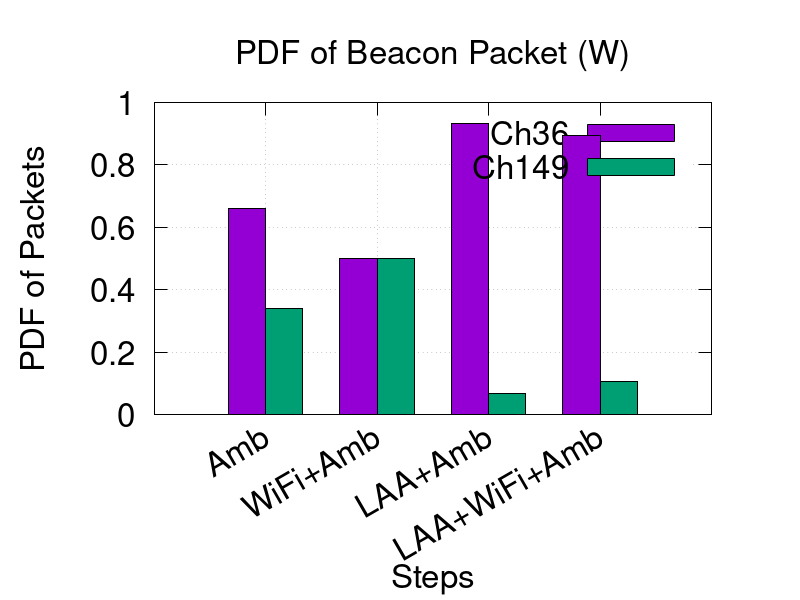 PDF of Beacon Packet (W)
1
0.8
0.6
0.4
0.2
0
PDF of Packets
Ch36
Ch149
Amb
WiFi+Amb
LAA+Amb
LAA+WiFi+Amb
Steps